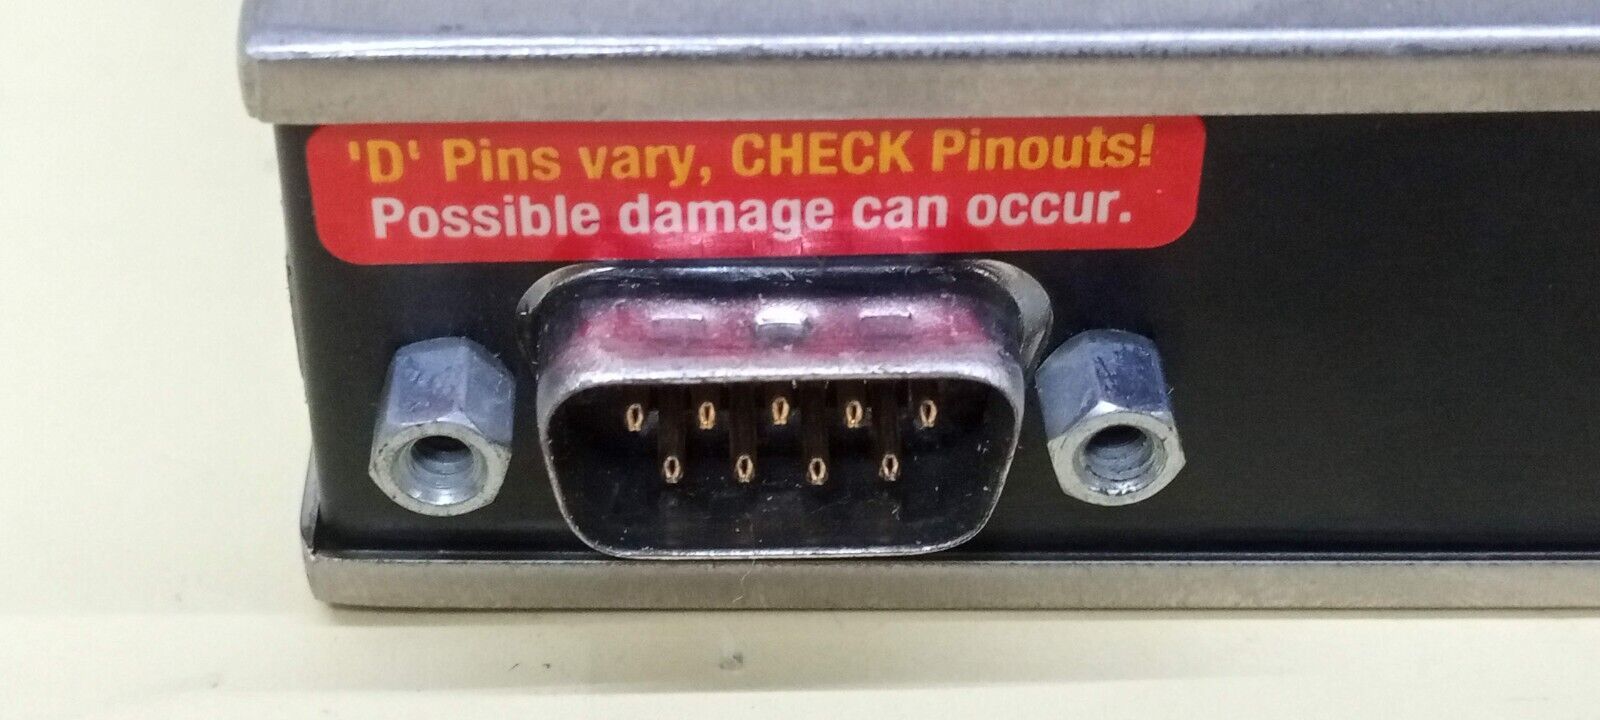 'D' Pins vary, CHECK Pinouts!
Possible damage can occur.